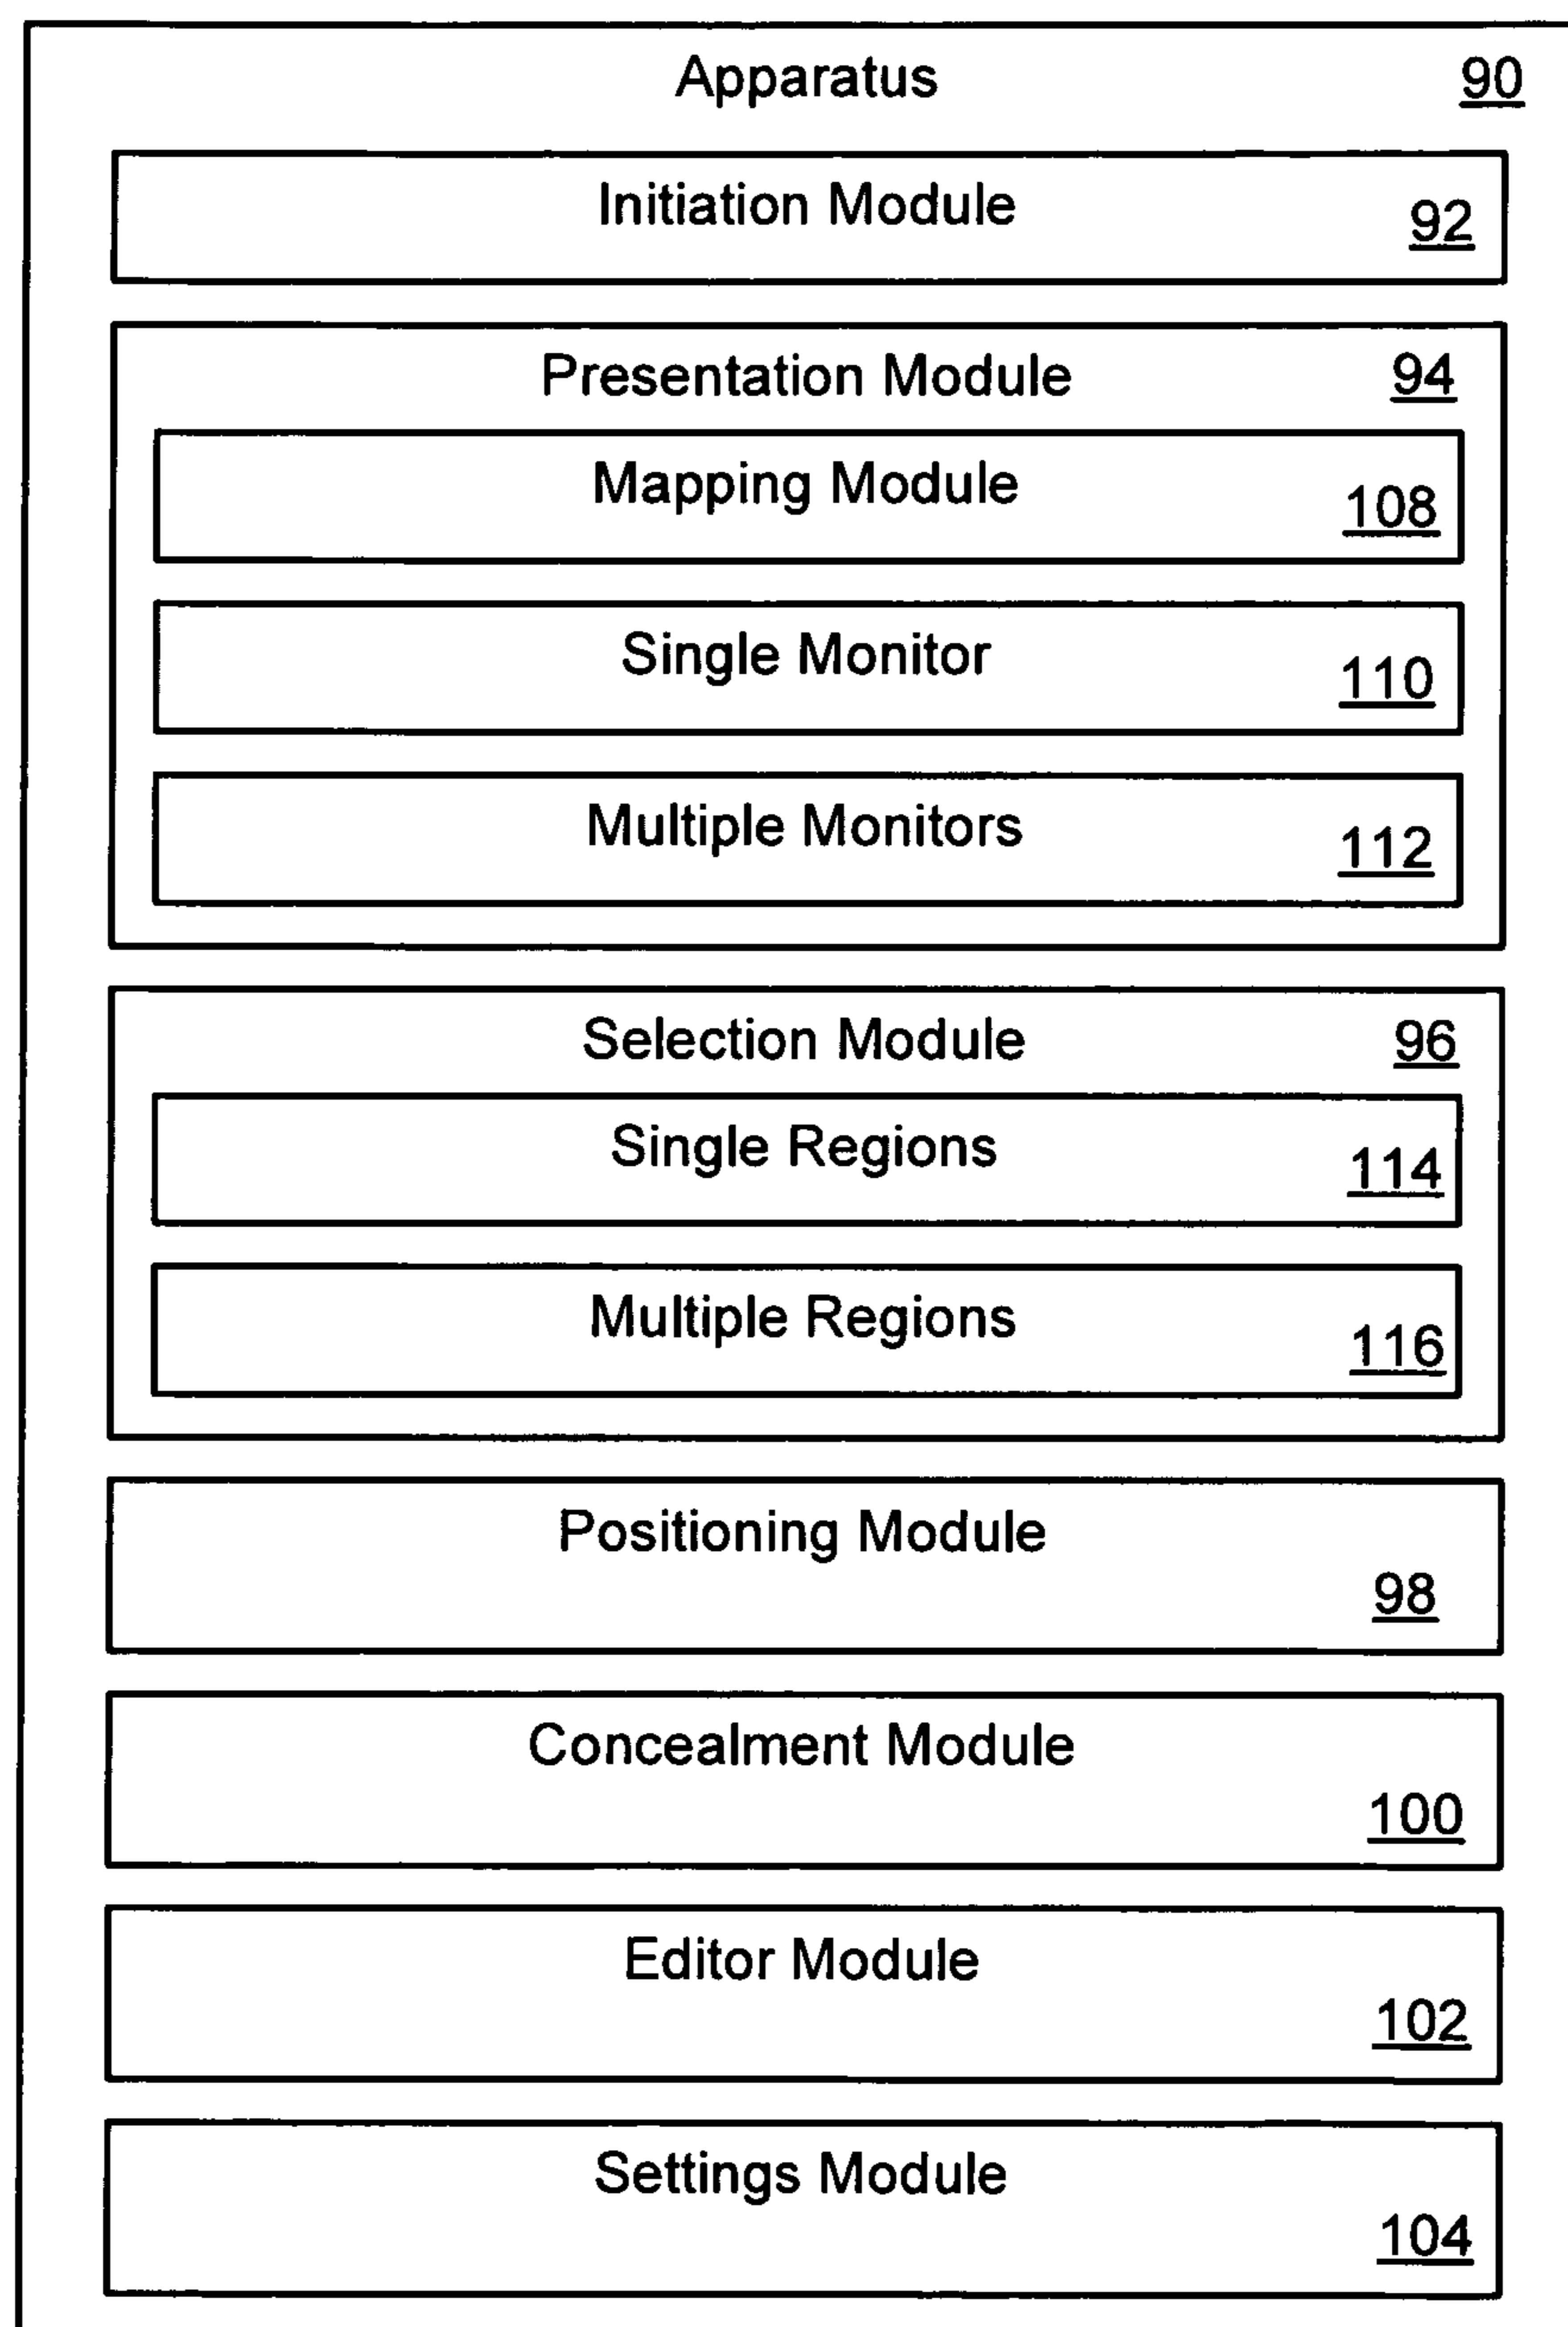 Apparatus 90
Initiation Module 92
Presentation Module 94
Mapping Module 108
Single Monitor 110
Multiple Monitors 112
Selection Module 96
Single Regions 114
Multiple Regions 116
Positioning Module 98
Concealment Module 100
Editor Module 102
Settings Module 104